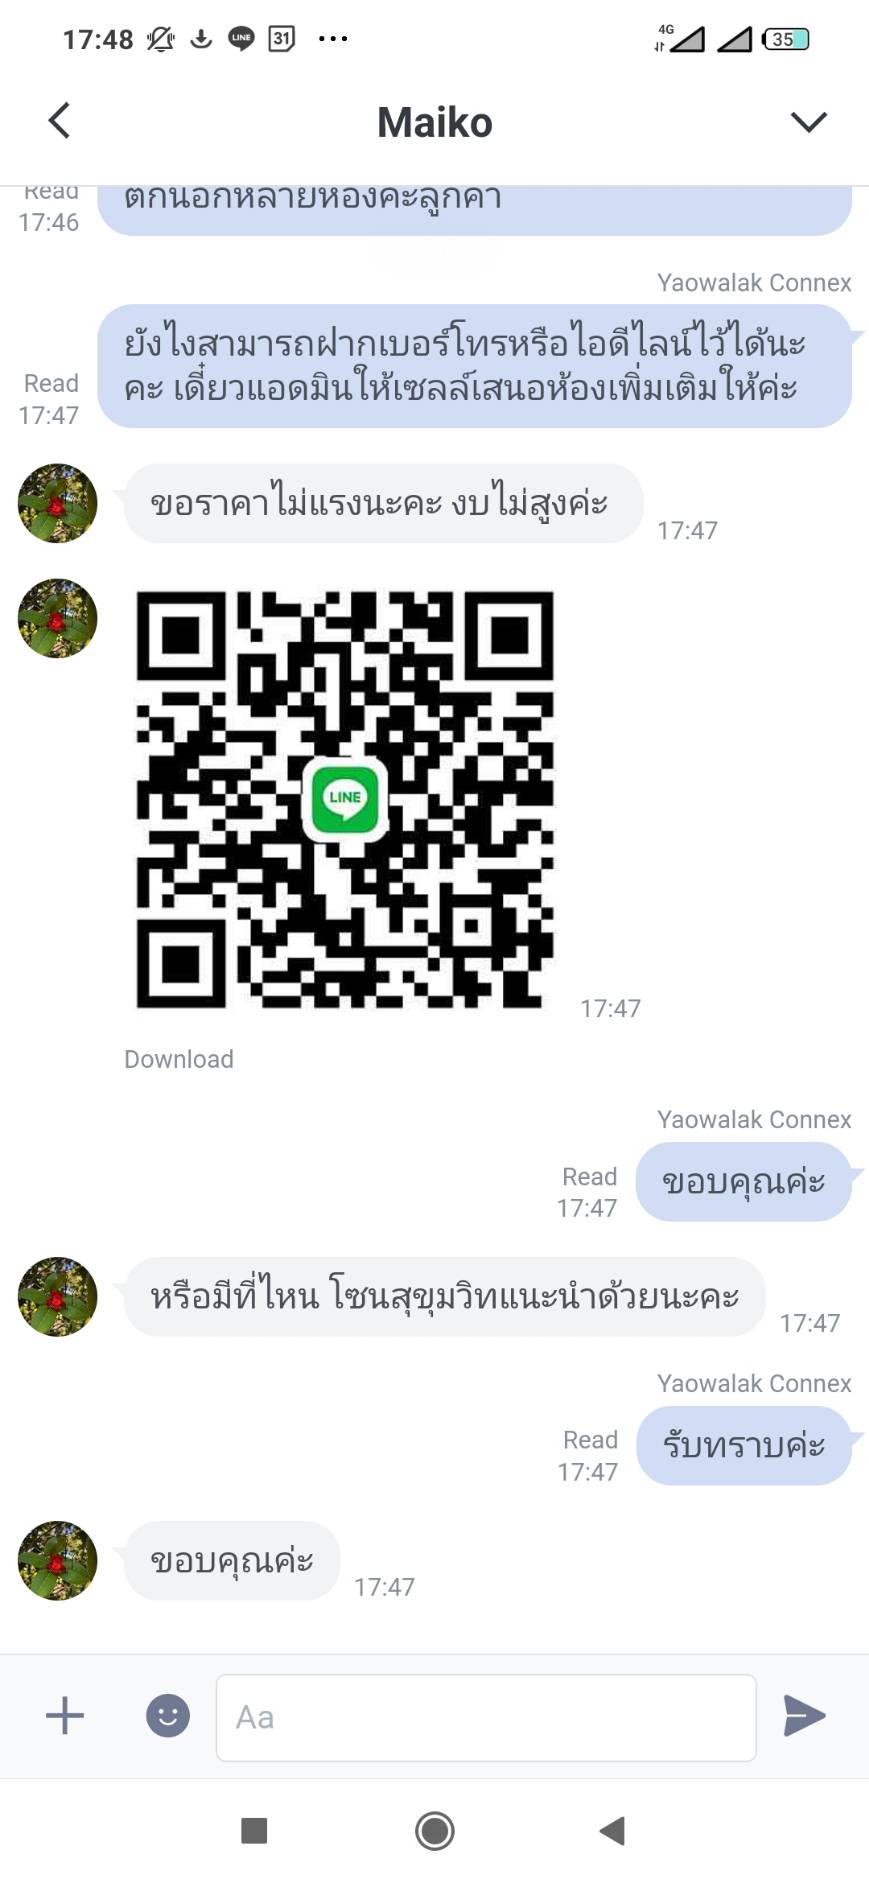 17:48
LINE
31
4G
35
Maiko
Read
17:46
ตกนอกหลายห้องคะลูกค้า
Yaowalak Connex
ยังไงสามารถฝากเบอร์โทรหรือไอดีไลน์ไว้ได้นะ
คะ เดี๋ยวแอดมินให้เซลล์เสนอห้องเพิ่มเติมให้ค่ะ
Read
17:47
ขอราคาไม่แรงนะคะ งบไม่สูงค่ะ
17:47
LINE
17:47
Download
Yaowalak Connex
Read
17:47
ขอบคุณค่ะ
หรือมีที่ไหน โซนสุขุมวิทแนะนำด้วยนะคะ
17:47
Yaowalak Connex
Read
17:47
รับทราบค่ะ
ขอบคุณค่ะ
17:47
Aa